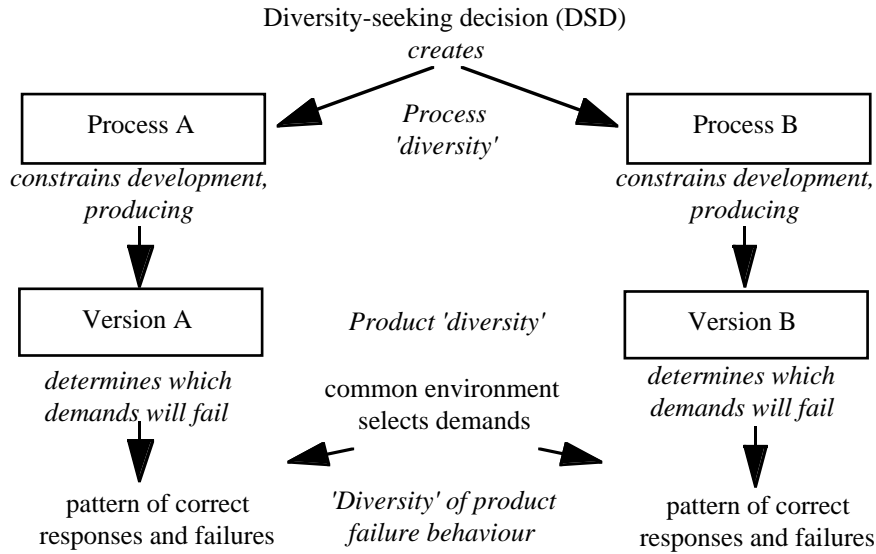 Diversity-seeking decision (DSD)
creates
Process A
Process
'diversity'
Process B
constrains development,
producing
constrains development,
producing
Version A
Product 'diversity'
Version B
determines which
demands will fail
common environment
selects demands
determines which
demands will fail
pattern of correct
responses and failures
'Diversity' of product
failure behaviour
pattern of correct
responses and failures